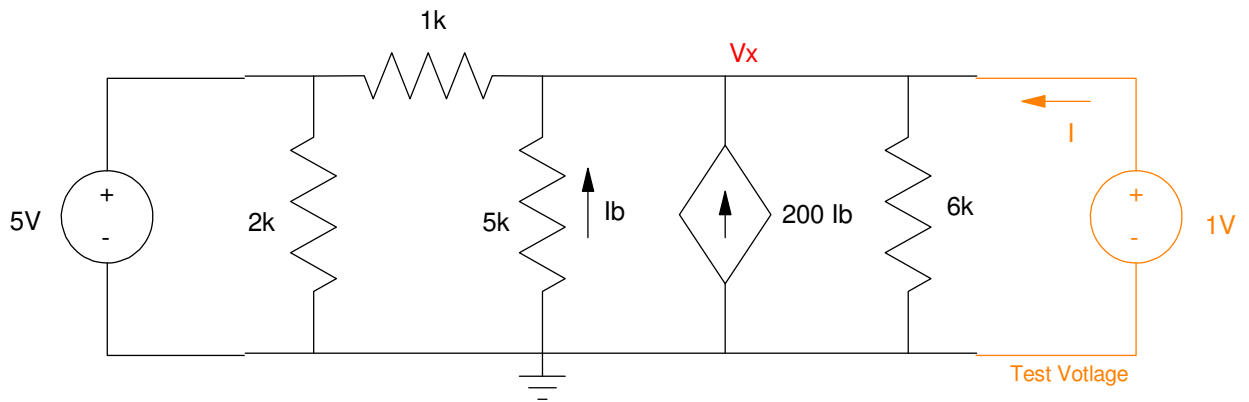 1k
Vx
I
5V
+
-
2k
5k
Ib
200 Ib
6k
+
-
1V
Test Votlage